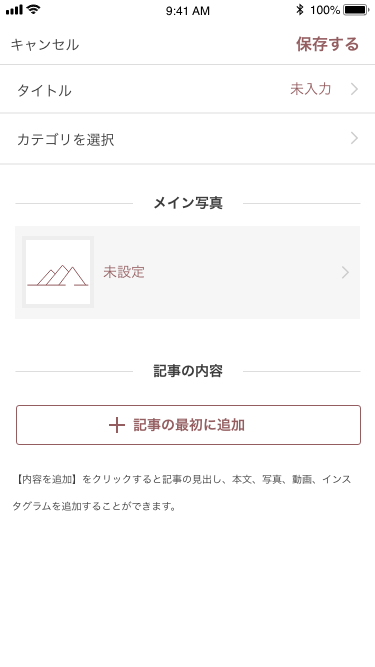 9:41 AM
100%
キャンセル
保存する
タイトル
未入力
カテゴリを選択
メイン写真
未設定
記事の内容
記事の最初に追加
【内容を追加】をクリックすると記事の見出し、本文、写真、動画、インス
タグラムを追加することができます。